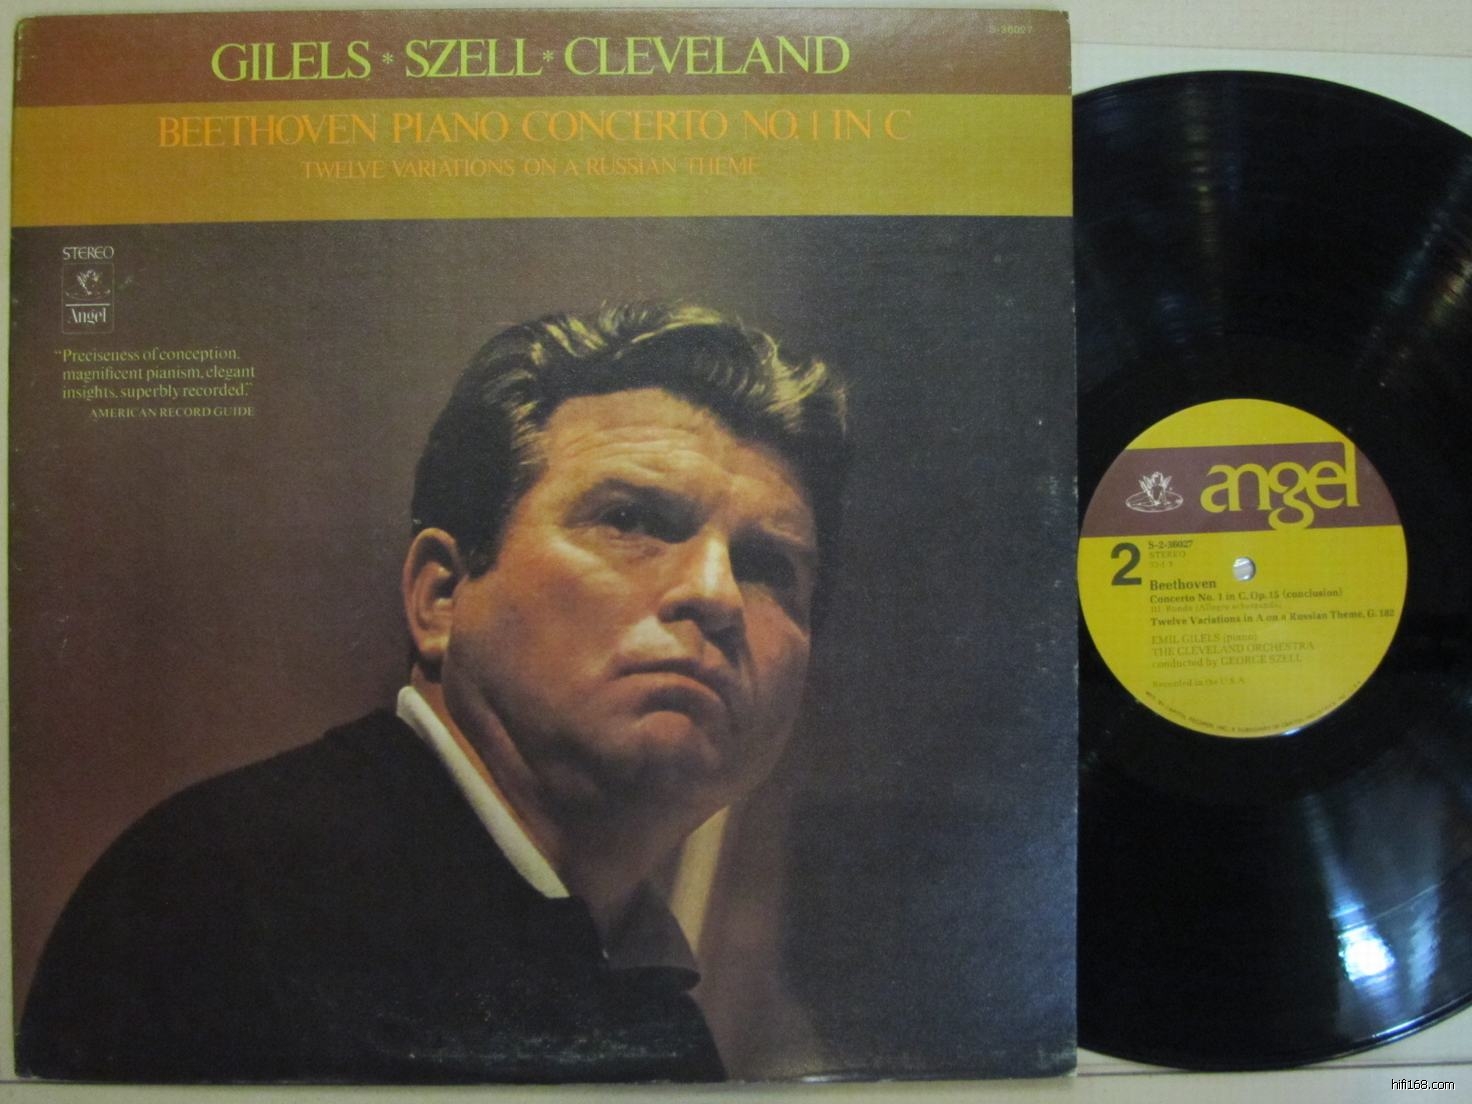 S-36027
GILELS * SZELL * CLEVELAND
BEETHOVEN PIANO CONCERTO NO. 1 IN C
TWELVE VARIATIONS ON A RUSSIAN THEME
STEREO
Angel
"Preciseness of conception,
magnificent pianism, elegant
insights, superbly recorded."
AMERICAN RECORD GUIDE
angel
2
S-2-36027
STEREO
33 1/3
Beethoven
Concerto No. 1 in C, Op. 15 (conclusion)
III: Rondo (Allegro scherzando)
Twelve Variations in A on a Russian Theme, G. 182
EMIL GILELS (piano)
THE CLEVELAND ORCHESTRA
conducted by GEORGE SZELL
Recorded in the U.S.A.
hifi168.com